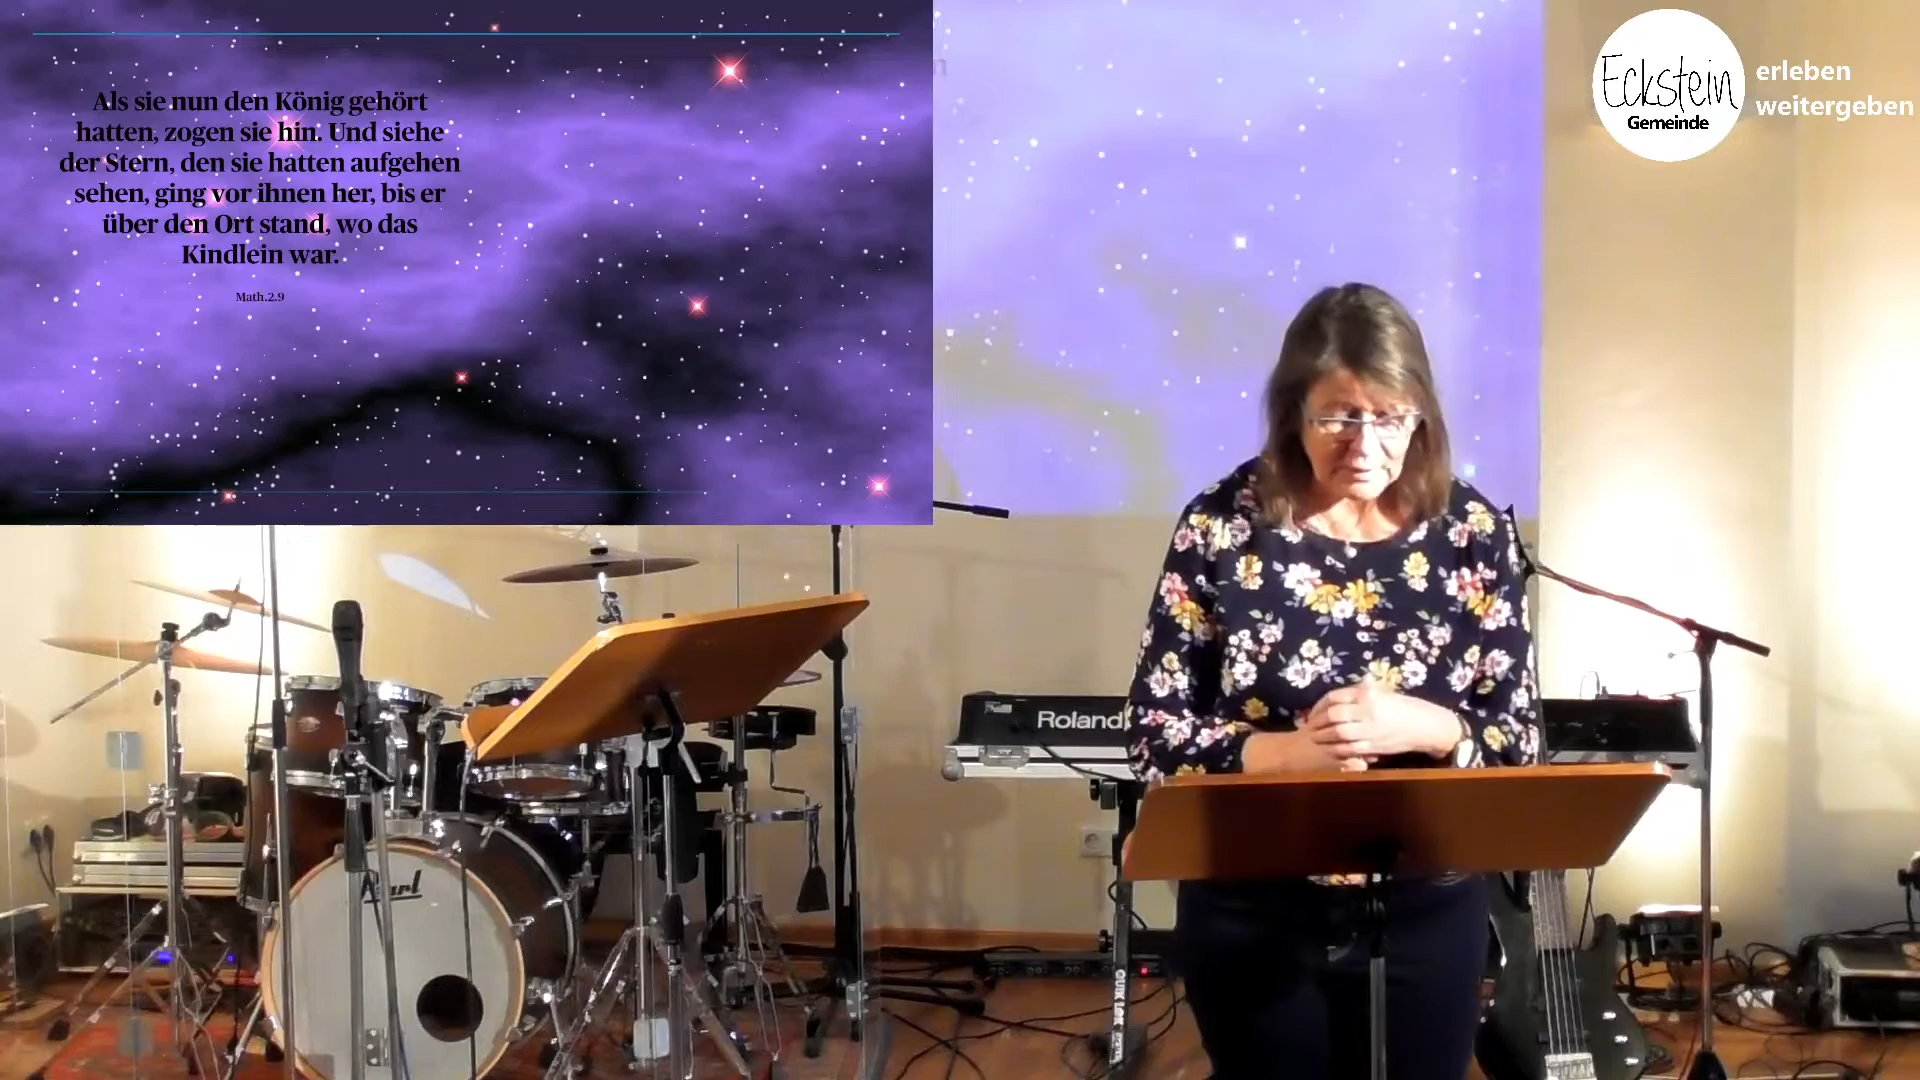 Als sie nun den König gehört
hatten, zogen sie hin. Und siehe
der Stern, den sie hatten aufgehen
sehen, ging vor ihnen her, bis er
über den Ort stand, wo das
Kindlein war.
Math.2.9
Eckstein
Gemeinde
erleben
weitergeben
Roland
Pearl
QUIK LOK